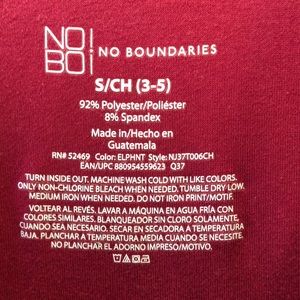 NO
BO
NO BOUNDARIES
S/CH (3-5)
92% Polyester/Poliéster
8% Spandex
Made in/Hecho en
Guatemala
RN# 52469 Color: ELPHNT Style: NJ37T006CH
EAN/UPC 880954559623 Q37
TURN INSIDE OUT. MACHINE WASH COLD WITH LIKE COLORS.
ONLY NON-CHLORINE BLEACH WHEN NEEDED. TUMBLE DRY LOW.
MEDIUM IRON WHEN NEEDED. DO NOT IRON PRINT/MOTIF.
VOLTEAR AL REVÉS. LAVAR A MÁQUINA EN AGUA FRÍA CON
COLORES SIMILARES. BLANQUEADOR SIN CLORO SOLAMENTE,
CUANDO SEA NECESARIO. SECAR EN SECADORA A TEMPERATURA
BAJA. PLANCHAR A TEMPERATURA MEDIA CUANDO SE NECESITE.
NO PLANCHAR EL ADORNO IMPRESO/MOTIVO.